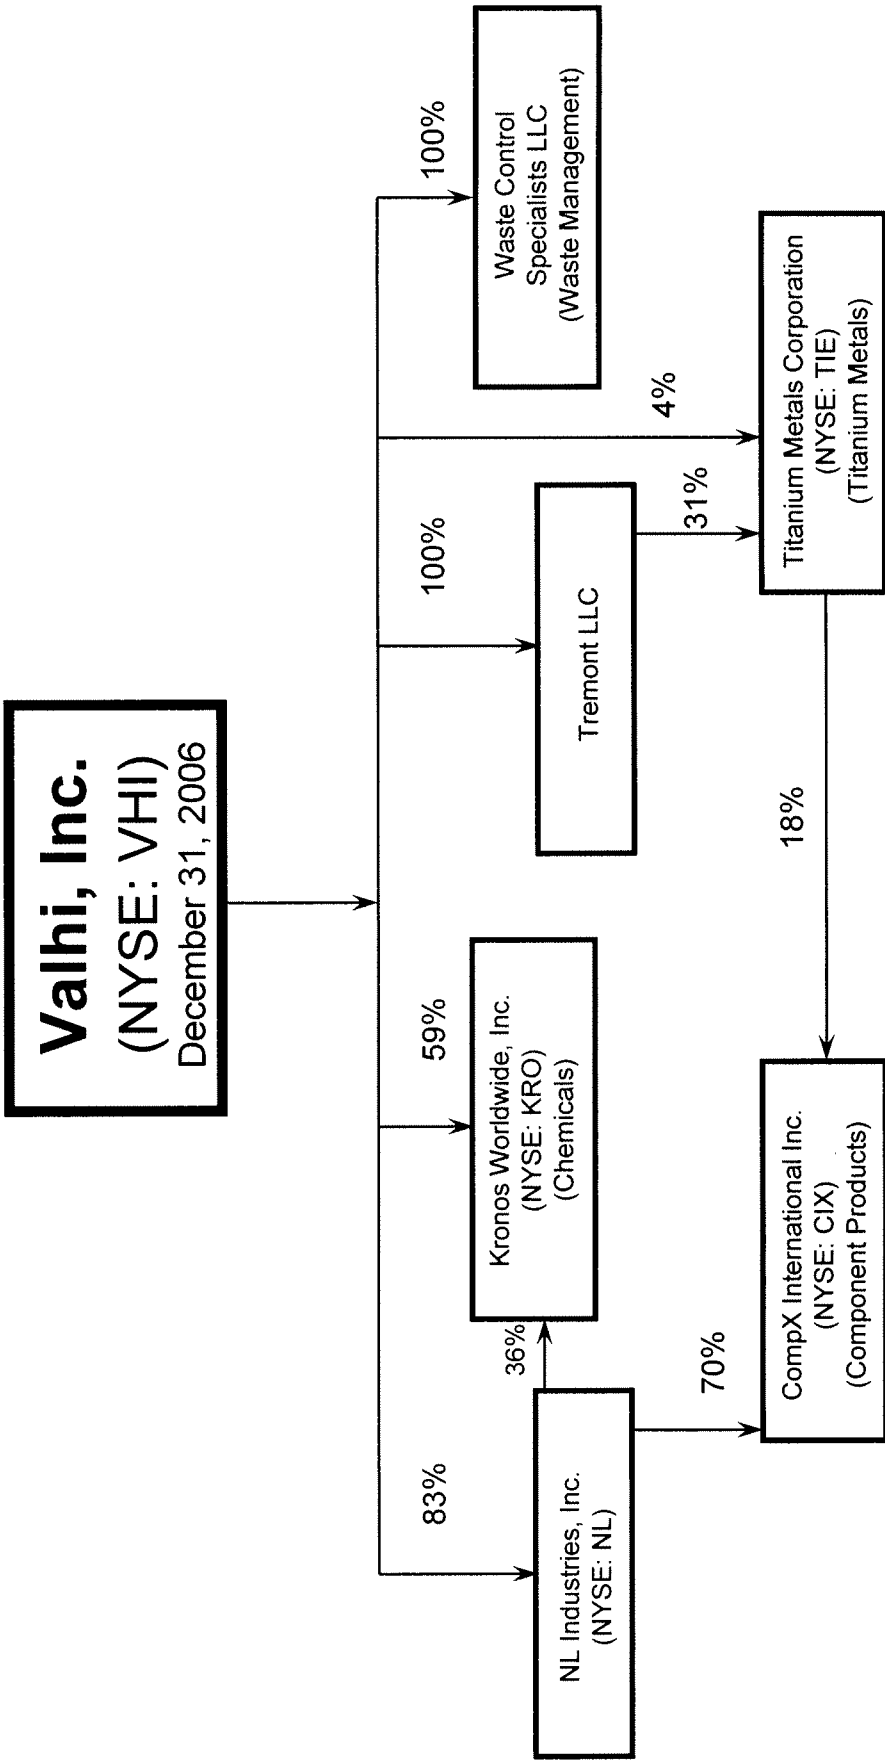 Valhi, Inc.
(NYSE: VHI)
December 31, 2006
83%
59%
100%
100%
NL Industries, Inc.
(NYSE: NL)
36%
Kronos Worldwide, Inc.
(NYSE: KRO)
(Chemicals)
Tremont LLC
Waste Control
Specialists LLC
(Waste Management)
70%
31%
4%
CompX International Inc.
(NYSE: CIX)
(Component Products)
18%
Titanium Metals Corporation
(NYSE: TIE)
(Titanium Metals)